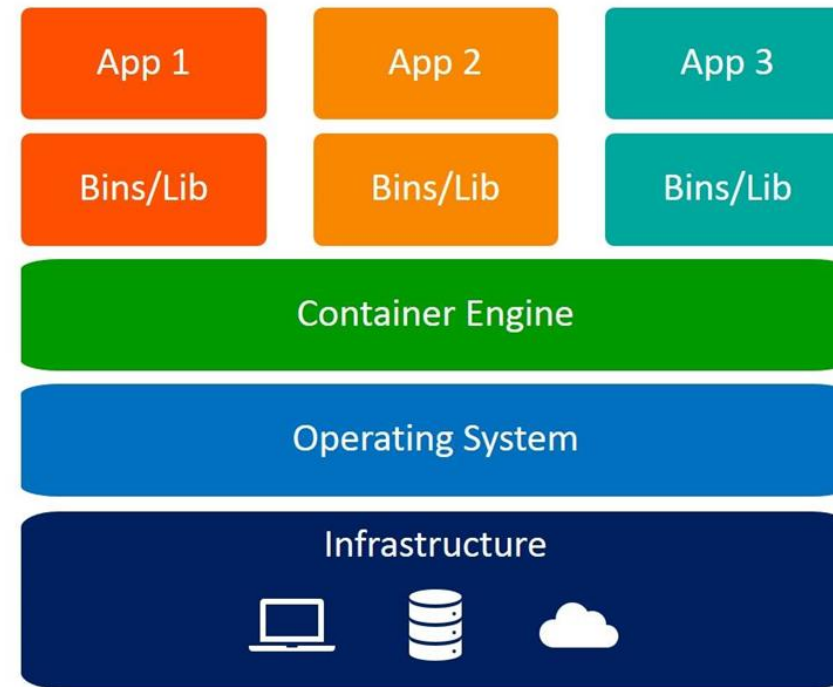 App 1
App 2
App 3
Bins/Lib
Bins/Lib
Bins/Lib
Container Engine
Operating System
Infrastructure